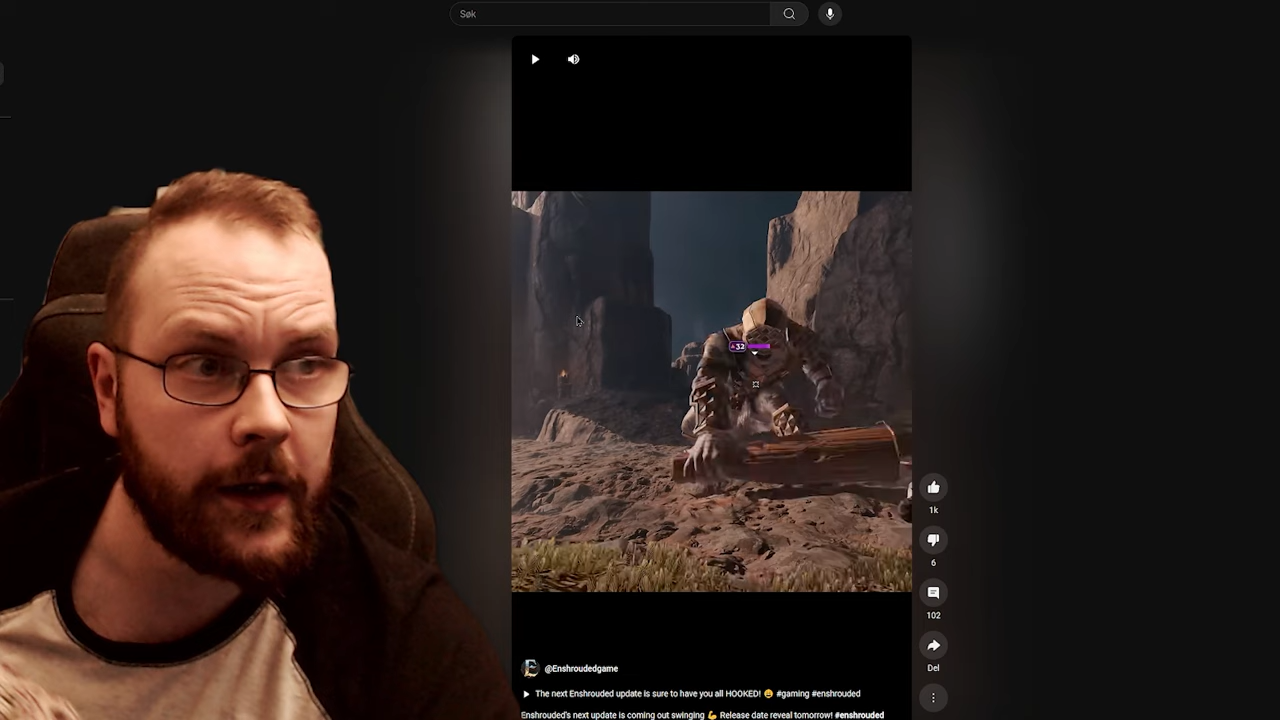 Søk
32
1k
6
102
Del
@Enshroudedgame
The next Enshrouded update is sure to have you all HOOKED! 😄 #gaming #enshrouded
Enshrouded's next update is coming out swinging 💪 Release date reveal tomorrow! #enshrouded